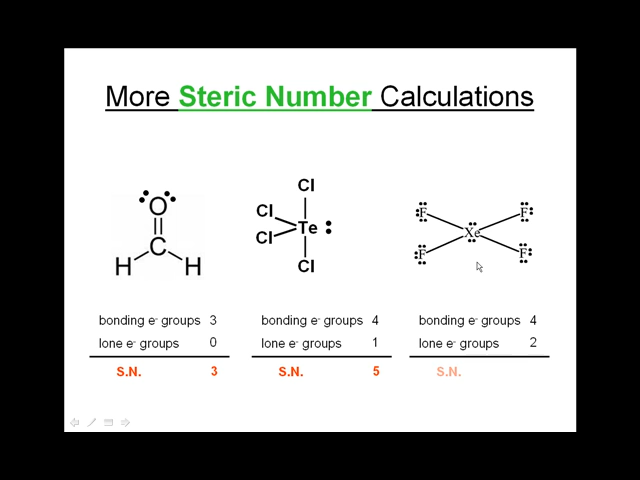 More Steric Number Calculations
O
C
H H
Cl
Cl
Cl
Te
Cl
F F
Xe
F F
bonding e- groups 3
lone e- groups 0
S.N. 3
bonding e- groups 4
lone e- groups 1
S.N. 5
bonding e- groups 4
lone e- groups 2
S.N.